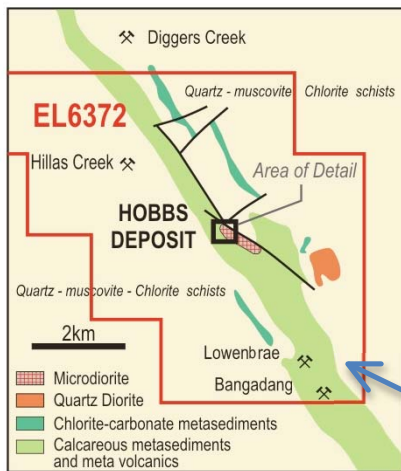 Diggers Creek
Quartz - muscovite Chlorite schists
EL6372
Hillas Creek
Area of Detail
HOBBS
DEPOSIT
Quartz - muscovite - Chlorite schists
2km
Lowenbrae
Bangadang
Microdiorite
Quartz Diorite
Chlorite-carbonate metasediments
Calcareous metasediments
and meta volcanics